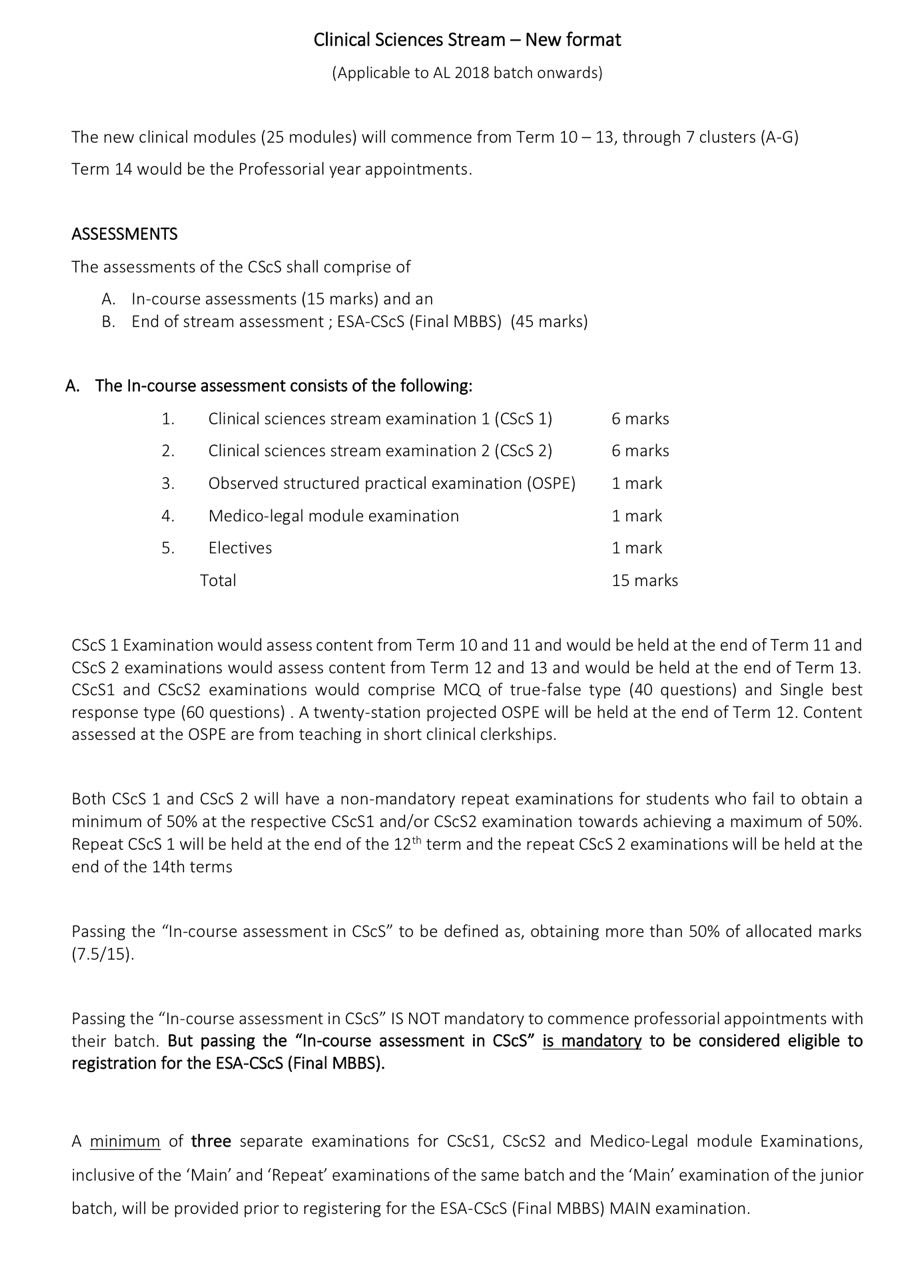 Clinical Sciences Stream – New format
(Applicable to AL 2018 batch onwards)
The new clinical modules (25 modules) will commence from Term 10 – 13, through 7 clusters (A-G)
Term 14 would be the Professorial year appointments.
ASSESSMENTS
The assessments of the CScS shall comprise of
A. In-course assessments (15 marks) and an
B. End of stream assessment ; ESA-CScS (Final MBBS) (45 marks)
A. The In-course assessment consists of the following:
1. Clinical sciences stream examination 1 (CScS 1) 6 marks
2. Clinical sciences stream examination 2 (CScS 2) 6 marks
3. Observed structured practical examination (OSPE) 1 mark
4. Medico-legal module examination 1 mark
5. Electives 1 mark
Total 15 marks
CScS 1 Examination would assess content from Term 10 and 11 and would be held at the end of Term 11 and
CScS 2 examinations would assess content from Term 12 and 13 and would be held at the end of Term 13.
CScS1 and CScS2 examinations would comprise MCQ of true-false type (40 questions) and Single best
response type (60 questions) . A twenty-station projected OSPE will be held at the end of Term 12. Content
assessed at the OSPE are from teaching in short clinical clerkships.
Both CScS 1 and CScS 2 will have a non-mandatory repeat examinations for students who fail to obtain a
minimum of 50% at the respective CScS1 and/or CScS2 examination towards achieving a maximum of 50%.
Repeat CScS 1 will be held at the end of the 12th term and the repeat CScS 2 examinations will be held at the
end of the 14th terms
Passing the “In-course assessment in CScS” to be defined as, obtaining more than 50% of allocated marks
(7.5/15).
Passing the “In-course assessment in CScS” IS NOT mandatory to commence professorial appointments with
their batch. But passing the “In-course assessment in CScS” is mandatory to be considered eligible to
registration for the ESA-CScS (Final MBBS).
A minimum of three separate examinations for CScS1, CScS2 and Medico-Legal module Examinations,
inclusive of the ‘Main’ and ‘Repeat’ examinations of the same batch and the ‘Main’ examination of the junior
batch, will be provided prior to registering for the ESA-CScS (Final MBBS) MAIN examination.